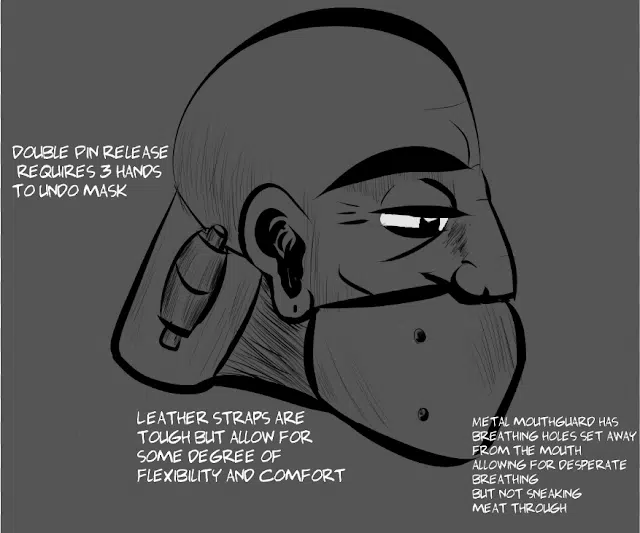 DOUBLE PIN RELEASE
REQUIRES 3 HANDS
TO UNDO MASK
LEATHER STRAPS ARE
TOUGH BUT ALLOW FOR
SOME DEGREE OF
FLEXIBILITY AND COMFORT
METAL MOUTHGUARD HAS
BREATHING HOLES SET AWAY
FROM THE MOUTH
ALLOWING FOR DESPERATE
BREATHING
BUT NOT SNEAKING
MEAT THROUGH